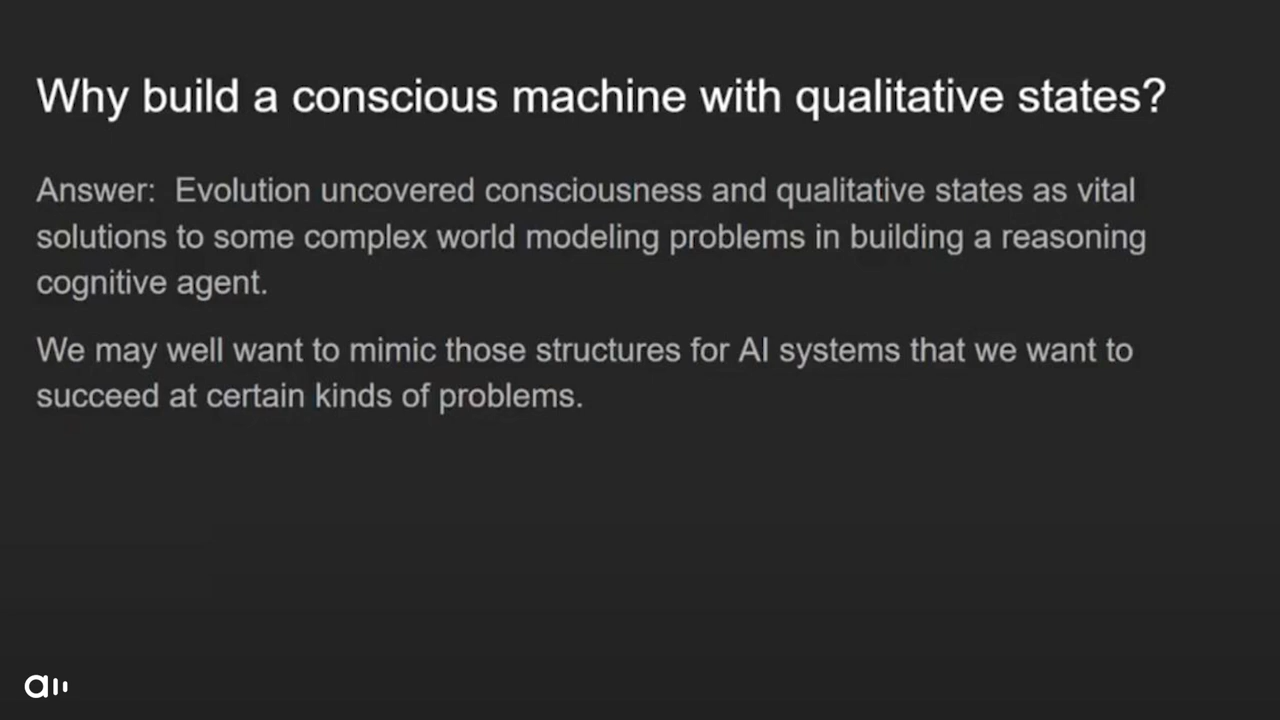 Why build a conscious machine with qualitative states?
Answer:  Evolution uncovered consciousness and qualitative states as vital
solutions to some complex world modeling problems in building a reasoning
cognitive agent.
We may well want to mimic those structures for AI systems that we want to
succeed at certain kinds of problems.